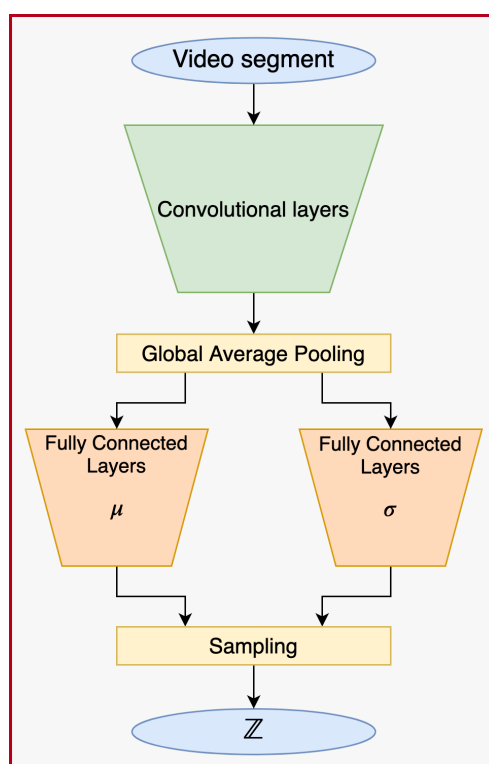 Video segment
Convolutional layers
Global Average Pooling
Fully Connected
Layers
μ
Fully Connected
Layers
σ
Sampling
ℤ